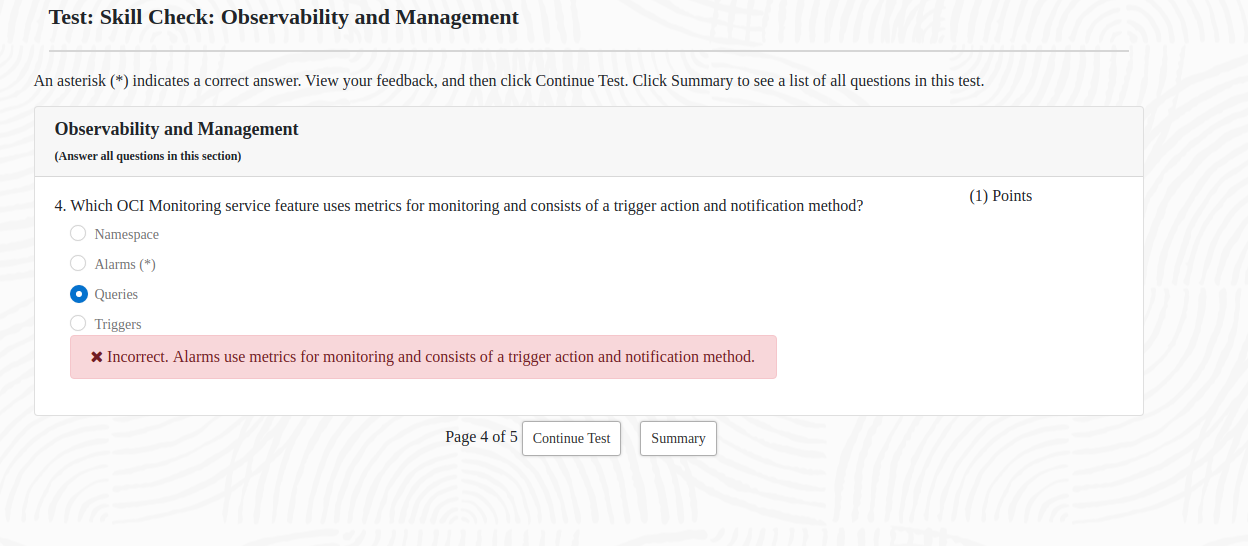 Test: Skill Check: Observability and Management
An asterisk (*) indicates a correct answer. View your feedback, and then click Continue Test. Click Summary to see a list of all questions in this test.
Observability and Management
(Answer all questions in this section)
4. Which OCI Monitoring service feature uses metrics for monitoring and consists of a trigger action and notification method? (1) Points
Namespace
Alarms (*)
Queries
Triggers
✖ Incorrect. Alarms use metrics for monitoring and consists of a trigger action and notification method.
Page 4 of 5 Continue Test Summary